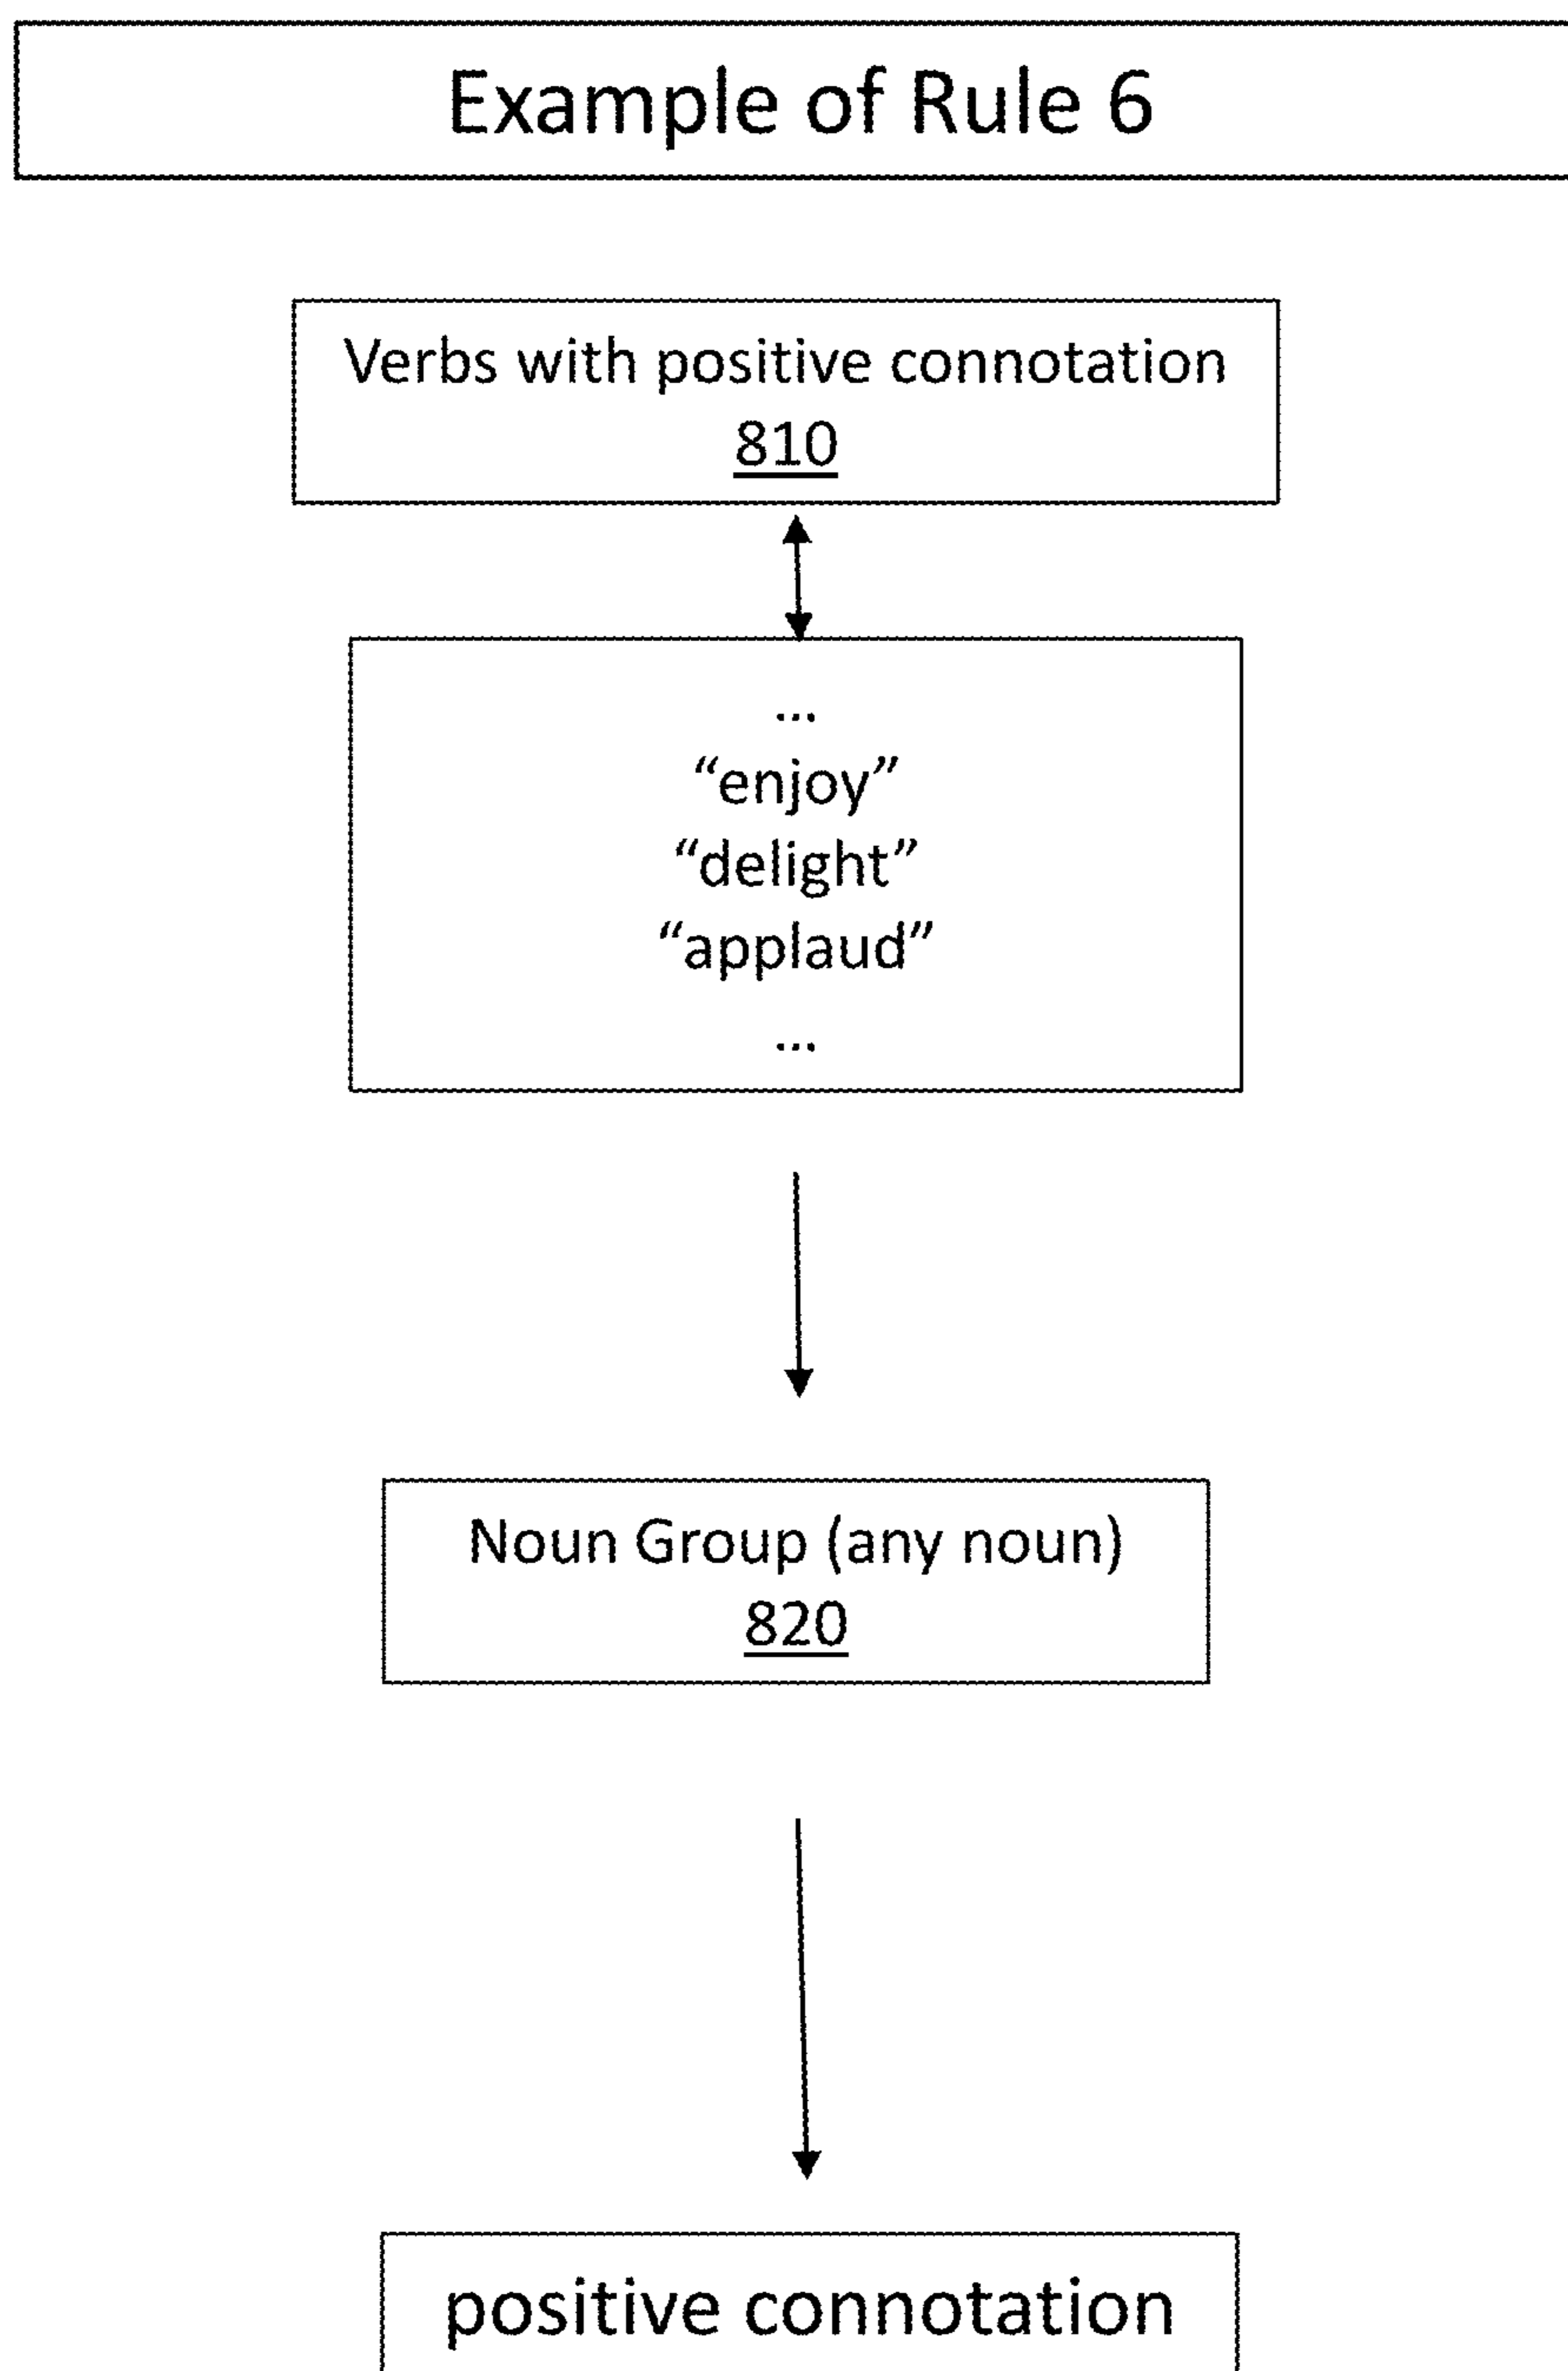 Example of Rule 6
Verbs with positive connotation
810
...
“enjoy”
“delight”
“applaud”
...
Noun Group (any noun)
820
positive connotation